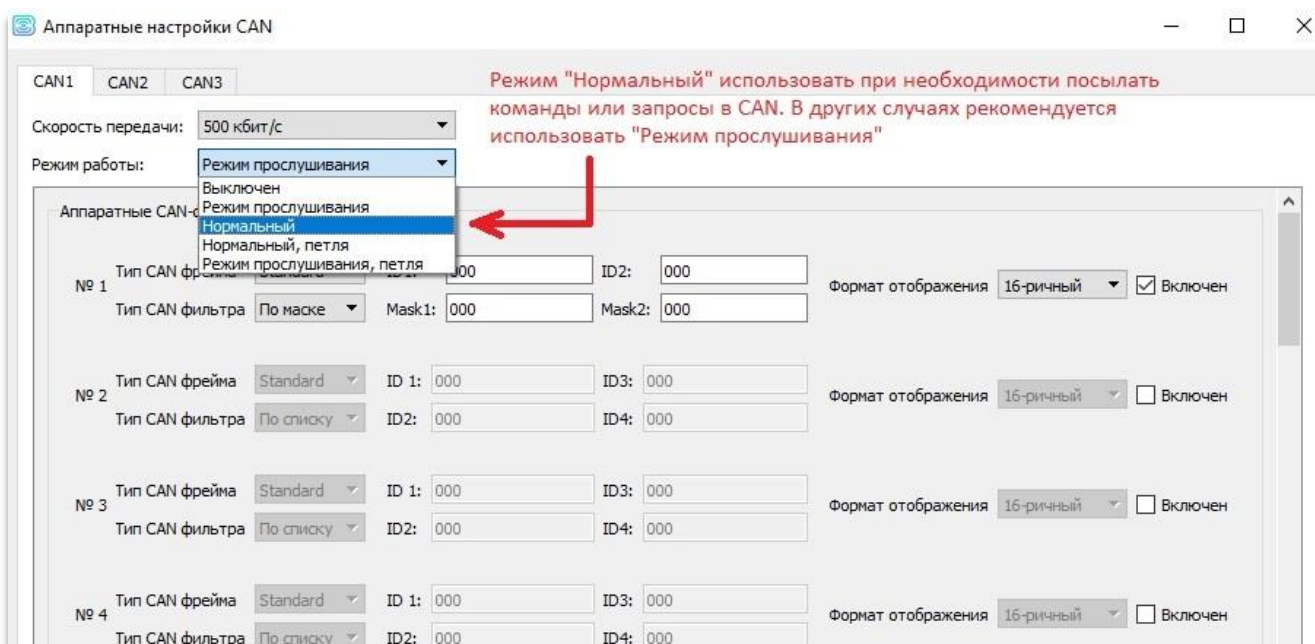 Аппаратные настройки CAN
CAN1 CAN2 CAN3
Режим "Нормальный" использовать при необходимости посылать
команды или запросы в CAN. В других случаях рекомендуется
использовать "Режим прослушивания"
Скорость передачи: 500 кбит/с
Режим работы: Режим прослушивания
Выключен
Режим прослушивания
Нормальный
Нормальный, петля
Режим прослушивания, петля
Аппаратные CAN-
№ 1
Тип CAN фрейма 000 ID2: 000
Тип CAN фильтра По маске Mask1: 000 Mask2: 000
Формат отображения 16-ричный Включен
№ 2
Тип CAN фрейма Standard ID 1: 000 ID3: 000
Тип CAN фильтра По списку ID2: 000 ID4: 000
Формат отображения 16-ричный Включен
№ 3
Тип CAN фрейма Standard ID 1: 000 ID3: 000
Тип CAN фильтра По списку ID2: 000 ID4: 000
Формат отображения 16-ричный Включен
№ 4
Тип CAN фрейма Standard ID 1: 000 ID3: 000
Тип CAN фильтра По списку ID2: 000 ID4: 000
Формат отображения 16-ричный Включен